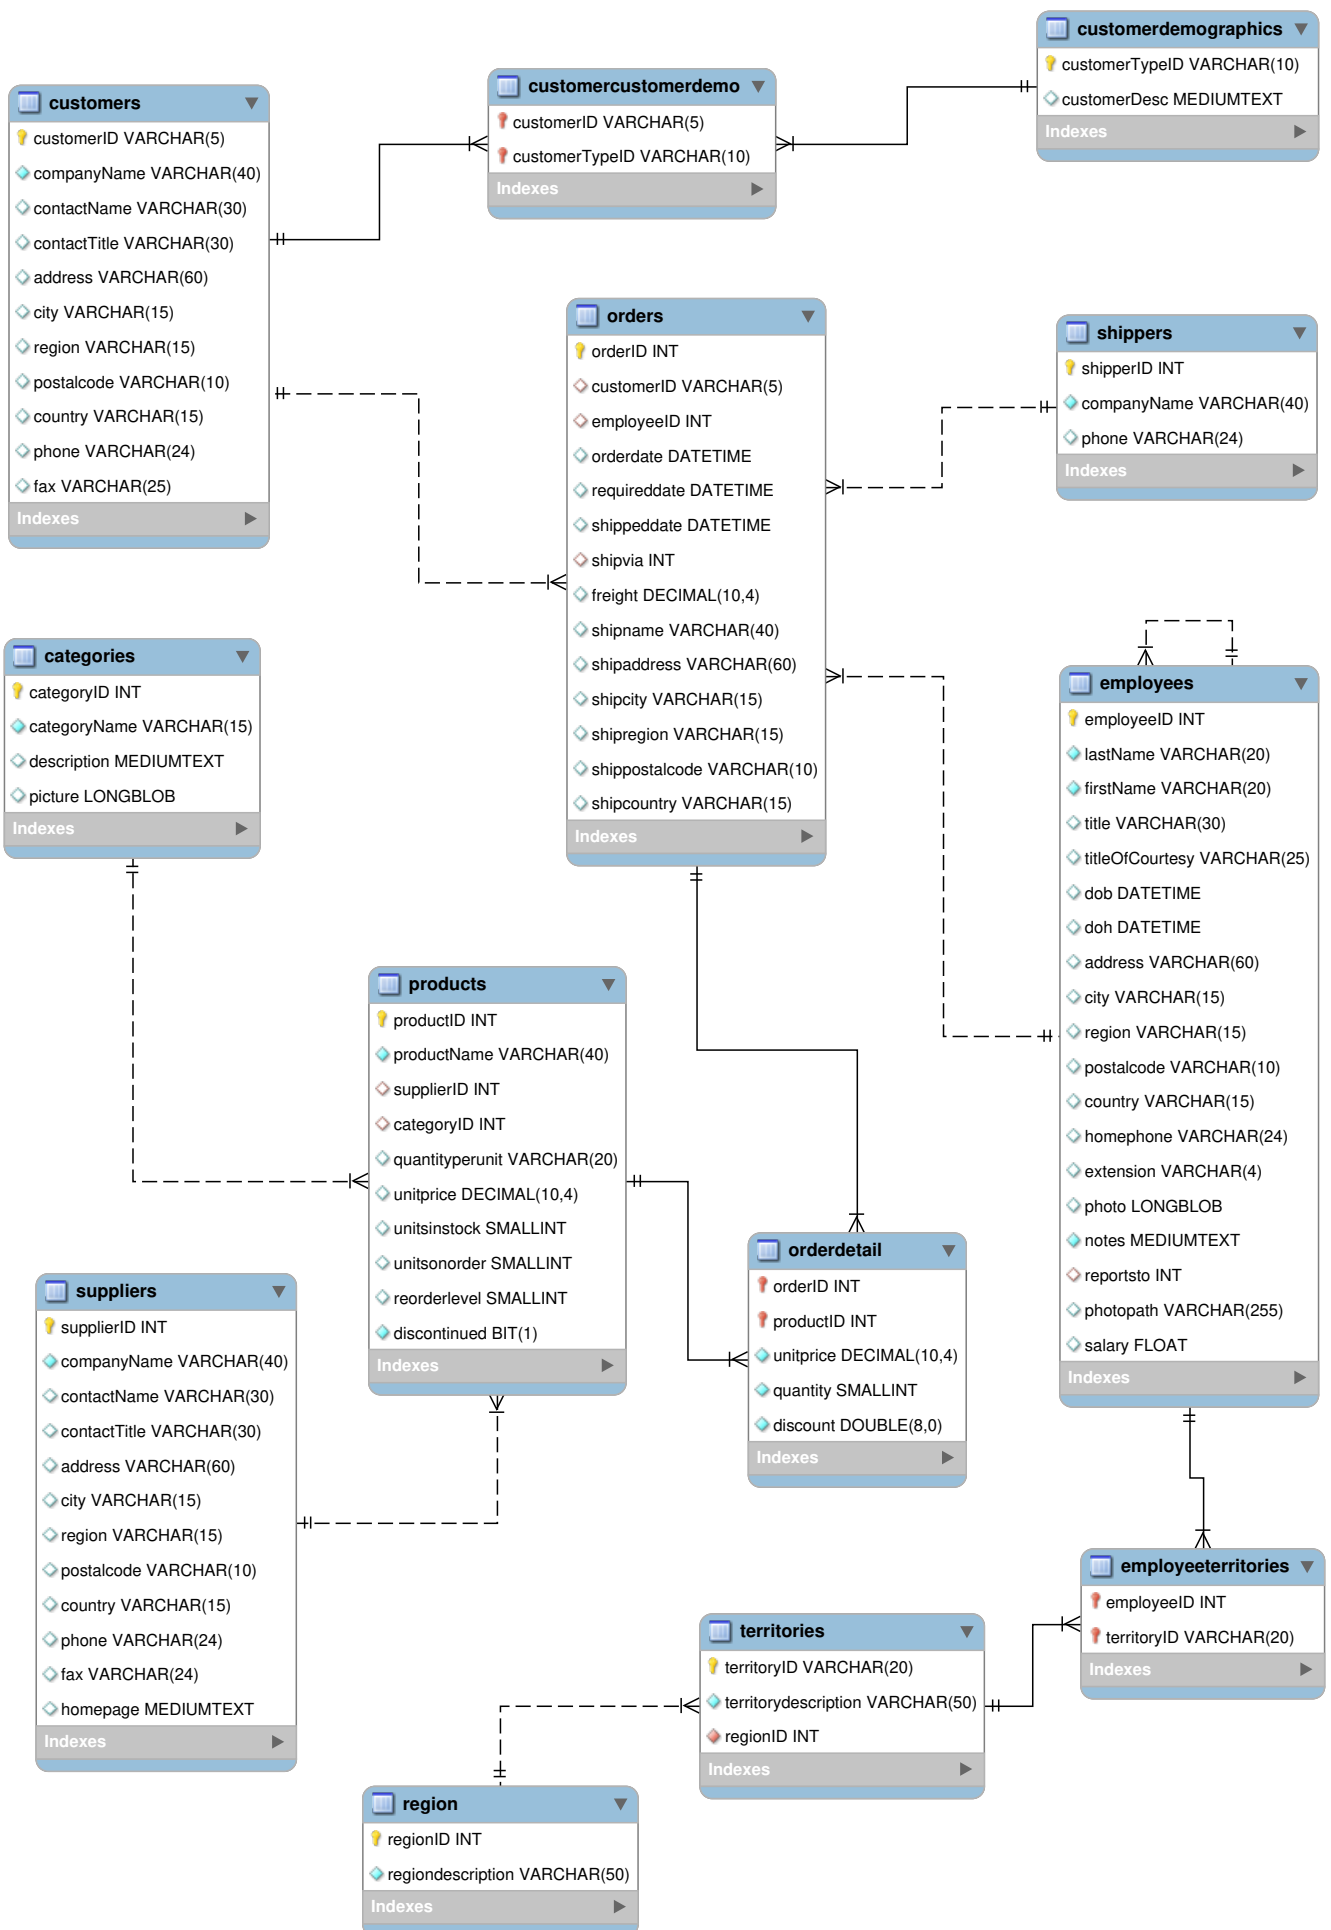 customerdemographics
customerTypeID VARCHAR(10)
customerDesc MEDIUMTEXT
Indexes
customercustomerdemo
customerID VARCHAR(5)
customerTypeID VARCHAR(10)
Indexes
customers
customerID VARCHAR(5)
companyName VARCHAR(40)
contactName VARCHAR(30)
contactTitle VARCHAR(30)
address VARCHAR(60)
city VARCHAR(15)
region VARCHAR(15)
postalcode VARCHAR(10)
country VARCHAR(15)
phone VARCHAR(24)
fax VARCHAR(25)
Indexes
orders
orderID INT
customerID VARCHAR(5)
employeeID INT
orderdate DATETIME
requireddate DATETIME
shippeddate DATETIME
shipvia INT
freight DECIMAL(10,4)
shipname VARCHAR(40)
shipaddress VARCHAR(60)
shipcity VARCHAR(15)
shipregion VARCHAR(15)
shippostalcode VARCHAR(10)
shipcountry VARCHAR(15)
Indexes
shippers
shipperID INT
companyName VARCHAR(40)
phone VARCHAR(24)
Indexes
categories
categoryID INT
categoryName VARCHAR(15)
description MEDIUMTEXT
picture LONGBLOB
Indexes
employees
employeeID INT
lastName VARCHAR(20)
firstName VARCHAR(20)
title VARCHAR(30)
titleOfCourtesy VARCHAR(25)
dob DATETIME
doh DATETIME
address VARCHAR(60)
city VARCHAR(15)
region VARCHAR(15)
postalcode VARCHAR(10)
country VARCHAR(15)
homephone VARCHAR(24)
extension VARCHAR(4)
photo LONGBLOB
notes MEDIUMTEXT
reportsto INT
photopath VARCHAR(255)
salary FLOAT
Indexes
products
productID INT
productName VARCHAR(40)
supplierID INT
categoryID INT
quantityperunit VARCHAR(20)
unitprice DECIMAL(10,4)
unitsinstock SMALLINT
unitsonorder SMALLINT
reorderlevel SMALLINT
discontinued BIT(1)
Indexes
orderdetail
orderID INT
productID INT
unitprice DECIMAL(10,4)
quantity SMALLINT
discount DOUBLE(8,0)
Indexes
suppliers
supplierID INT
companyName VARCHAR(40)
contactName VARCHAR(30)
contactTitle VARCHAR(30)
address VARCHAR(60)
city VARCHAR(15)
region VARCHAR(15)
postalcode VARCHAR(10)
country VARCHAR(15)
phone VARCHAR(24)
fax VARCHAR(24)
homepage MEDIUMTEXT
Indexes
employeeterritories
employeeID INT
territoryID VARCHAR(20)
Indexes
territories
territoryID VARCHAR(20)
territorydescription VARCHAR(50)
regionID INT
Indexes
region
regionID INT
regiondescription VARCHAR(50)
Indexes